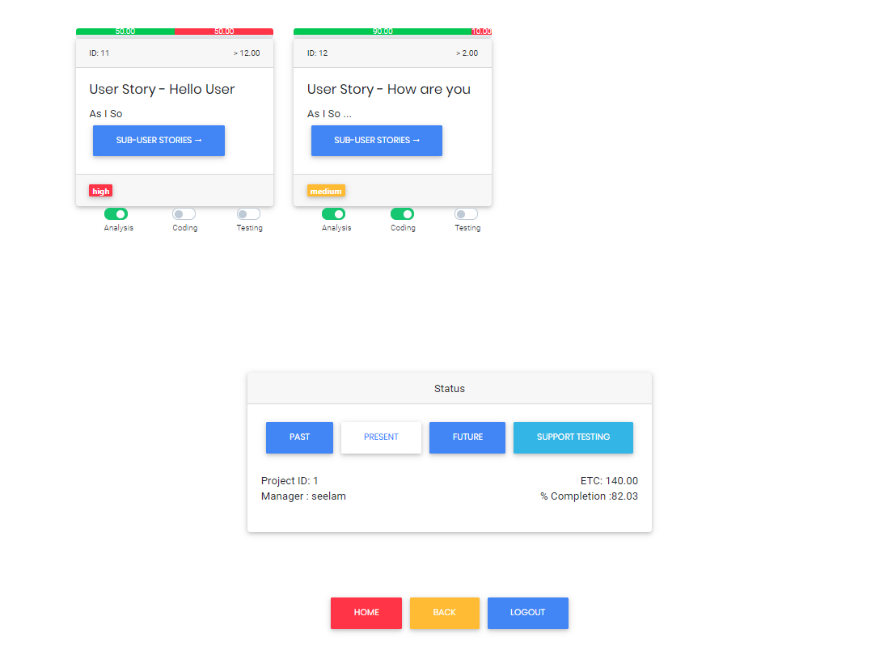 50.00 50.00
ID: 11 > 12.00
User Story - Hello User
As I So
SUB-USER STORIES →
high
Analysis Coding Testing
90.00 10.00
ID: 12 > 2.00
User Story - How are you
As I So ...
SUB-USER STORIES →
medium
Analysis Coding Testing
Status
PAST PRESENT FUTURE SUPPORT TESTING
Project ID: 1 ETC: 140.00
Manager : seelam % Completion :82.03
HOME BACK LOGOUT